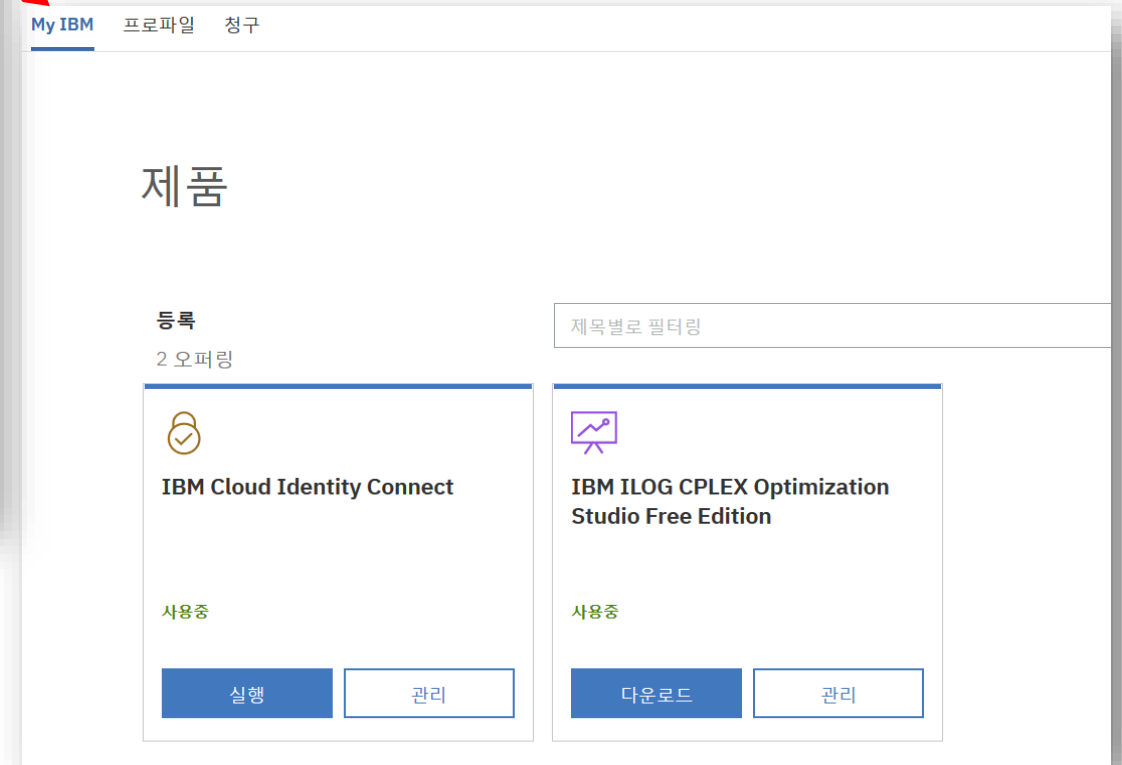 My IBM 프로파일 청구
제품
등록
제목별로 필터링
2 오퍼링
IBM Cloud Identity Connect
IBM ILOG CPLEX Optimization
Studio Free Edition
사용중
사용중
실행 관리
다운로드 관리